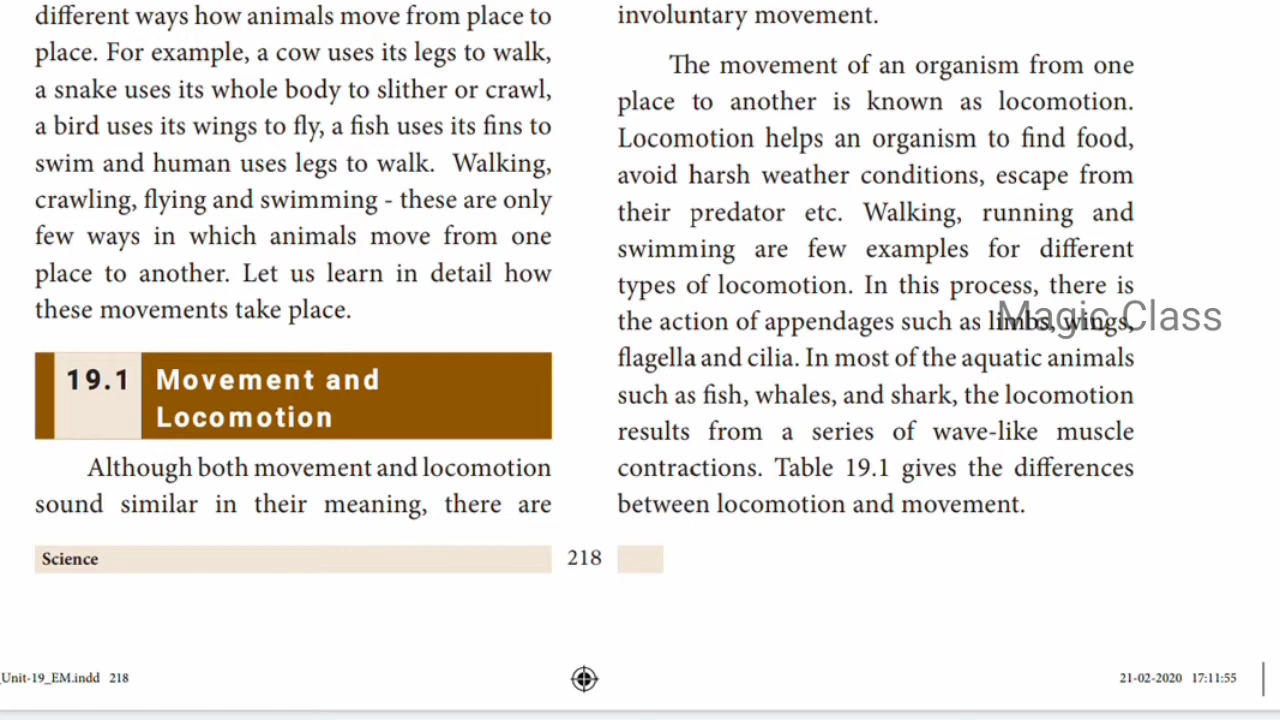 different ways how animals move from place to
place. For example, a cow uses its legs to walk,
a snake uses its whole body to slither or crawl,
a bird uses its wings to fly, a fish uses its fins to
swim and human uses legs to walk. Walking,
crawling, flying and swimming - these are only
few ways in which animals move from one
place to another. Let us learn in detail how
these movements take place.
19.1 Movement and
Locomotion
Although both movement and locomotion
sound similar in their meaning, there are
involuntary movement.
The movement of an organism from one
place to another is known as locomotion.
Locomotion helps an organism to find food,
avoid harsh weather conditions, escape from
their predator etc. Walking, running and
swimming are few examples for different
types of locomotion. In this process, there is
the action of appendages such as limbs, wings,
flagella and cilia. In most of the aquatic animals
such as fish, whales, and shark, the locomotion
results from a series of wave-like muscle
contractions. Table 19.1 gives the differences
between locomotion and movement.
Magic Class
Science 218
_Unit-19_EM.indd 218
21-02-2020 17:11:55